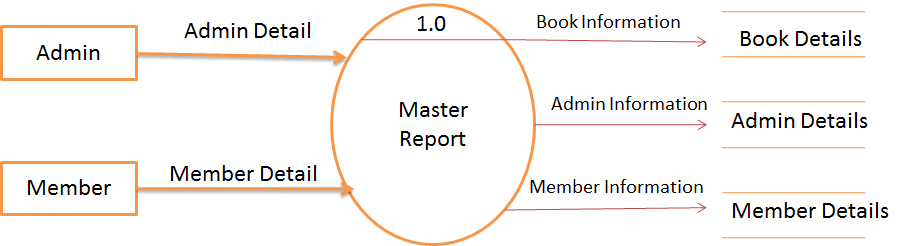 Admin
Admin Detail
1.0
Book Information
Book Details
Master
Report
Admin Information
Admin Details
Member
Member Detail
Member Information
Member Details